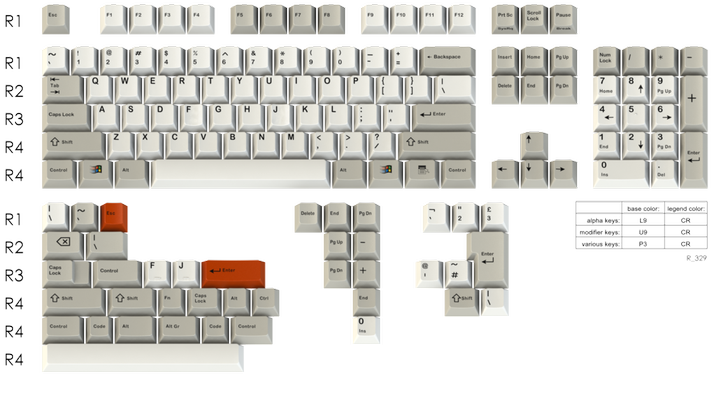 R1 Esc F1 F2 F3 F4 F5 F6 F7 F8 F9 F10 F11 F12 Prt Sc Scroll Lock Pause
R1 ~ ` ! 1 @ 2 # 3 $ 4 % 5 ^ 6 & 7 * 8 ( 9 ) 0 _ - + = ← Backspace Insert Home Pg Up Num Lock / * -
R2 Tab Q W E R T Y U I O P { [ } ] | \ Delete End Pg Dn 7 Home 8 ↑ 9 Pg Up +
R3 Caps Lock A S D F G H J K L : ; " ' ↵ Enter 4 ← 5 6 →
R4 ⇧ Shift Z X C V B N M < , > . ? / ⇧ Shift ↑ 1 End 2 ↓ 3 Pg Dn Enter
R4 Control Alt Alt Control ← ↓ → 0 Ins . Del
R1 | \ ~ ` Esc Delete End Pg Dn ¬ ` " 2 £ 3
R2 | \ Pg Up - Enter
R3 Caps Lock Control F J ↵ Enter Pg Dn + @ ' ~ #
R4 ⇧ Shift ⇧ Shift Fn Caps Lock Alt Ctrl End ⇧ Shift | \
R4 Control Code Alt Alt Gr Code Control 0 Ins
R4
base color: legend color:
alpha keys: L9 CR
modifier keys: U9 CR
various keys: P3 CR
R_329